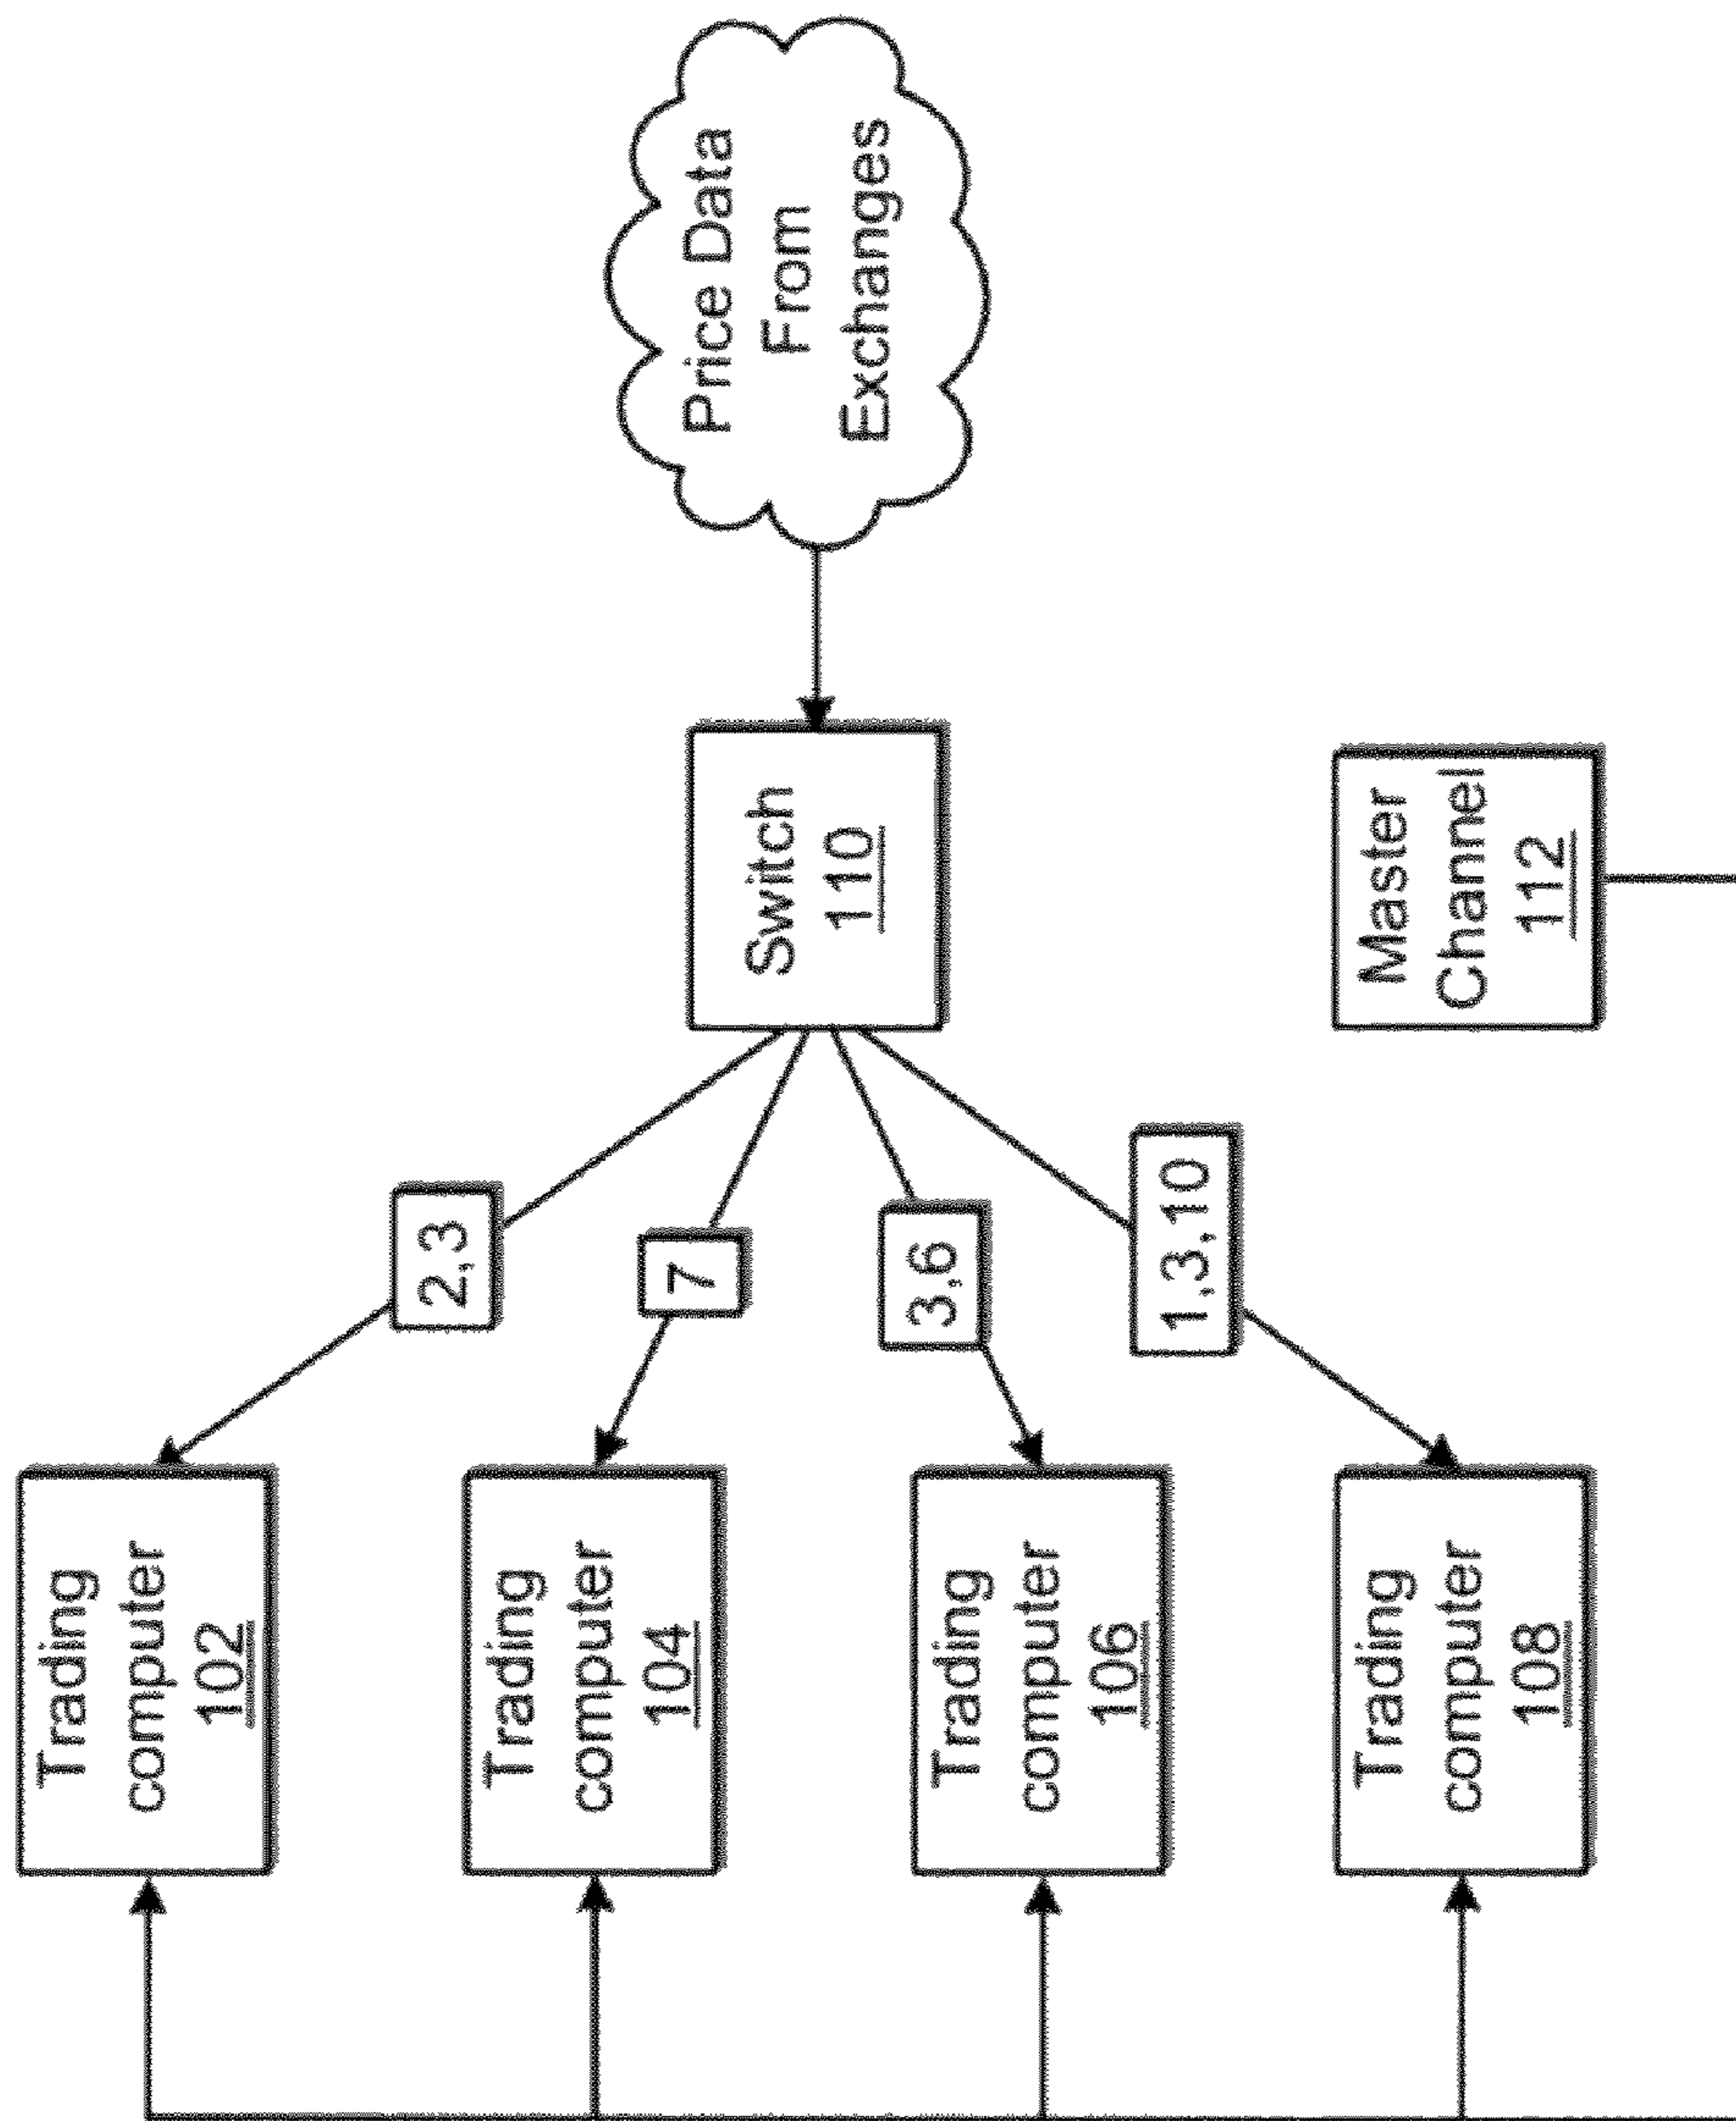 Price Data
From
Exchanges
Switch
110
Master
Channel
112
2,3
7
3,6
1,3,10
Trading
computer
102
Trading
computer
104
Trading
computer
106
Trading
computer
108